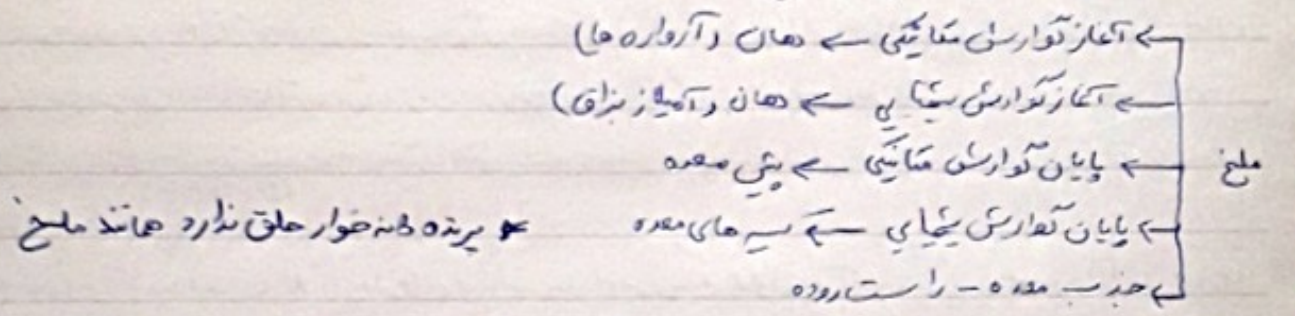 ← آغاز گوارش مکانیکی ← دهان (آرواره ها)
← آغاز گوارش شیمیایی ← دهان (آمیلاز بزاق)
ملخ ← پایان گوارش مکانیکی ← پیش معده
← پایان گوارش شیمیایی ← کیسه های معده * پرنده دانه خوار حلق ندارد همانند ملخ
← جذب معده - راست روده